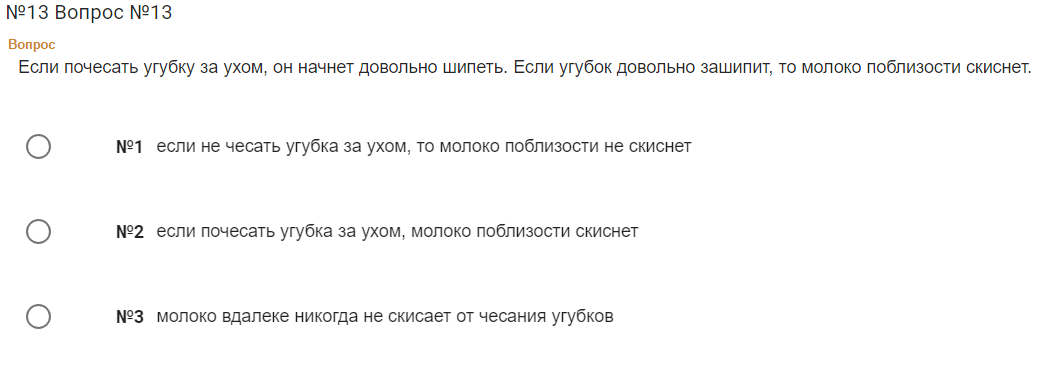 №13 Вопрос №13
Вопрос
Если почесать угубку за ухом, он начнет довольно шипеть. Если угубок довольно зашипит, то молоко поблизости скиснет.
№1 если не чесать угубка за ухом, то молоко поблизости не скиснет
№2 если почесать угубка за ухом, молоко поблизости скиснет
№3 молоко вдалеке никогда не скисает от чесания угубков